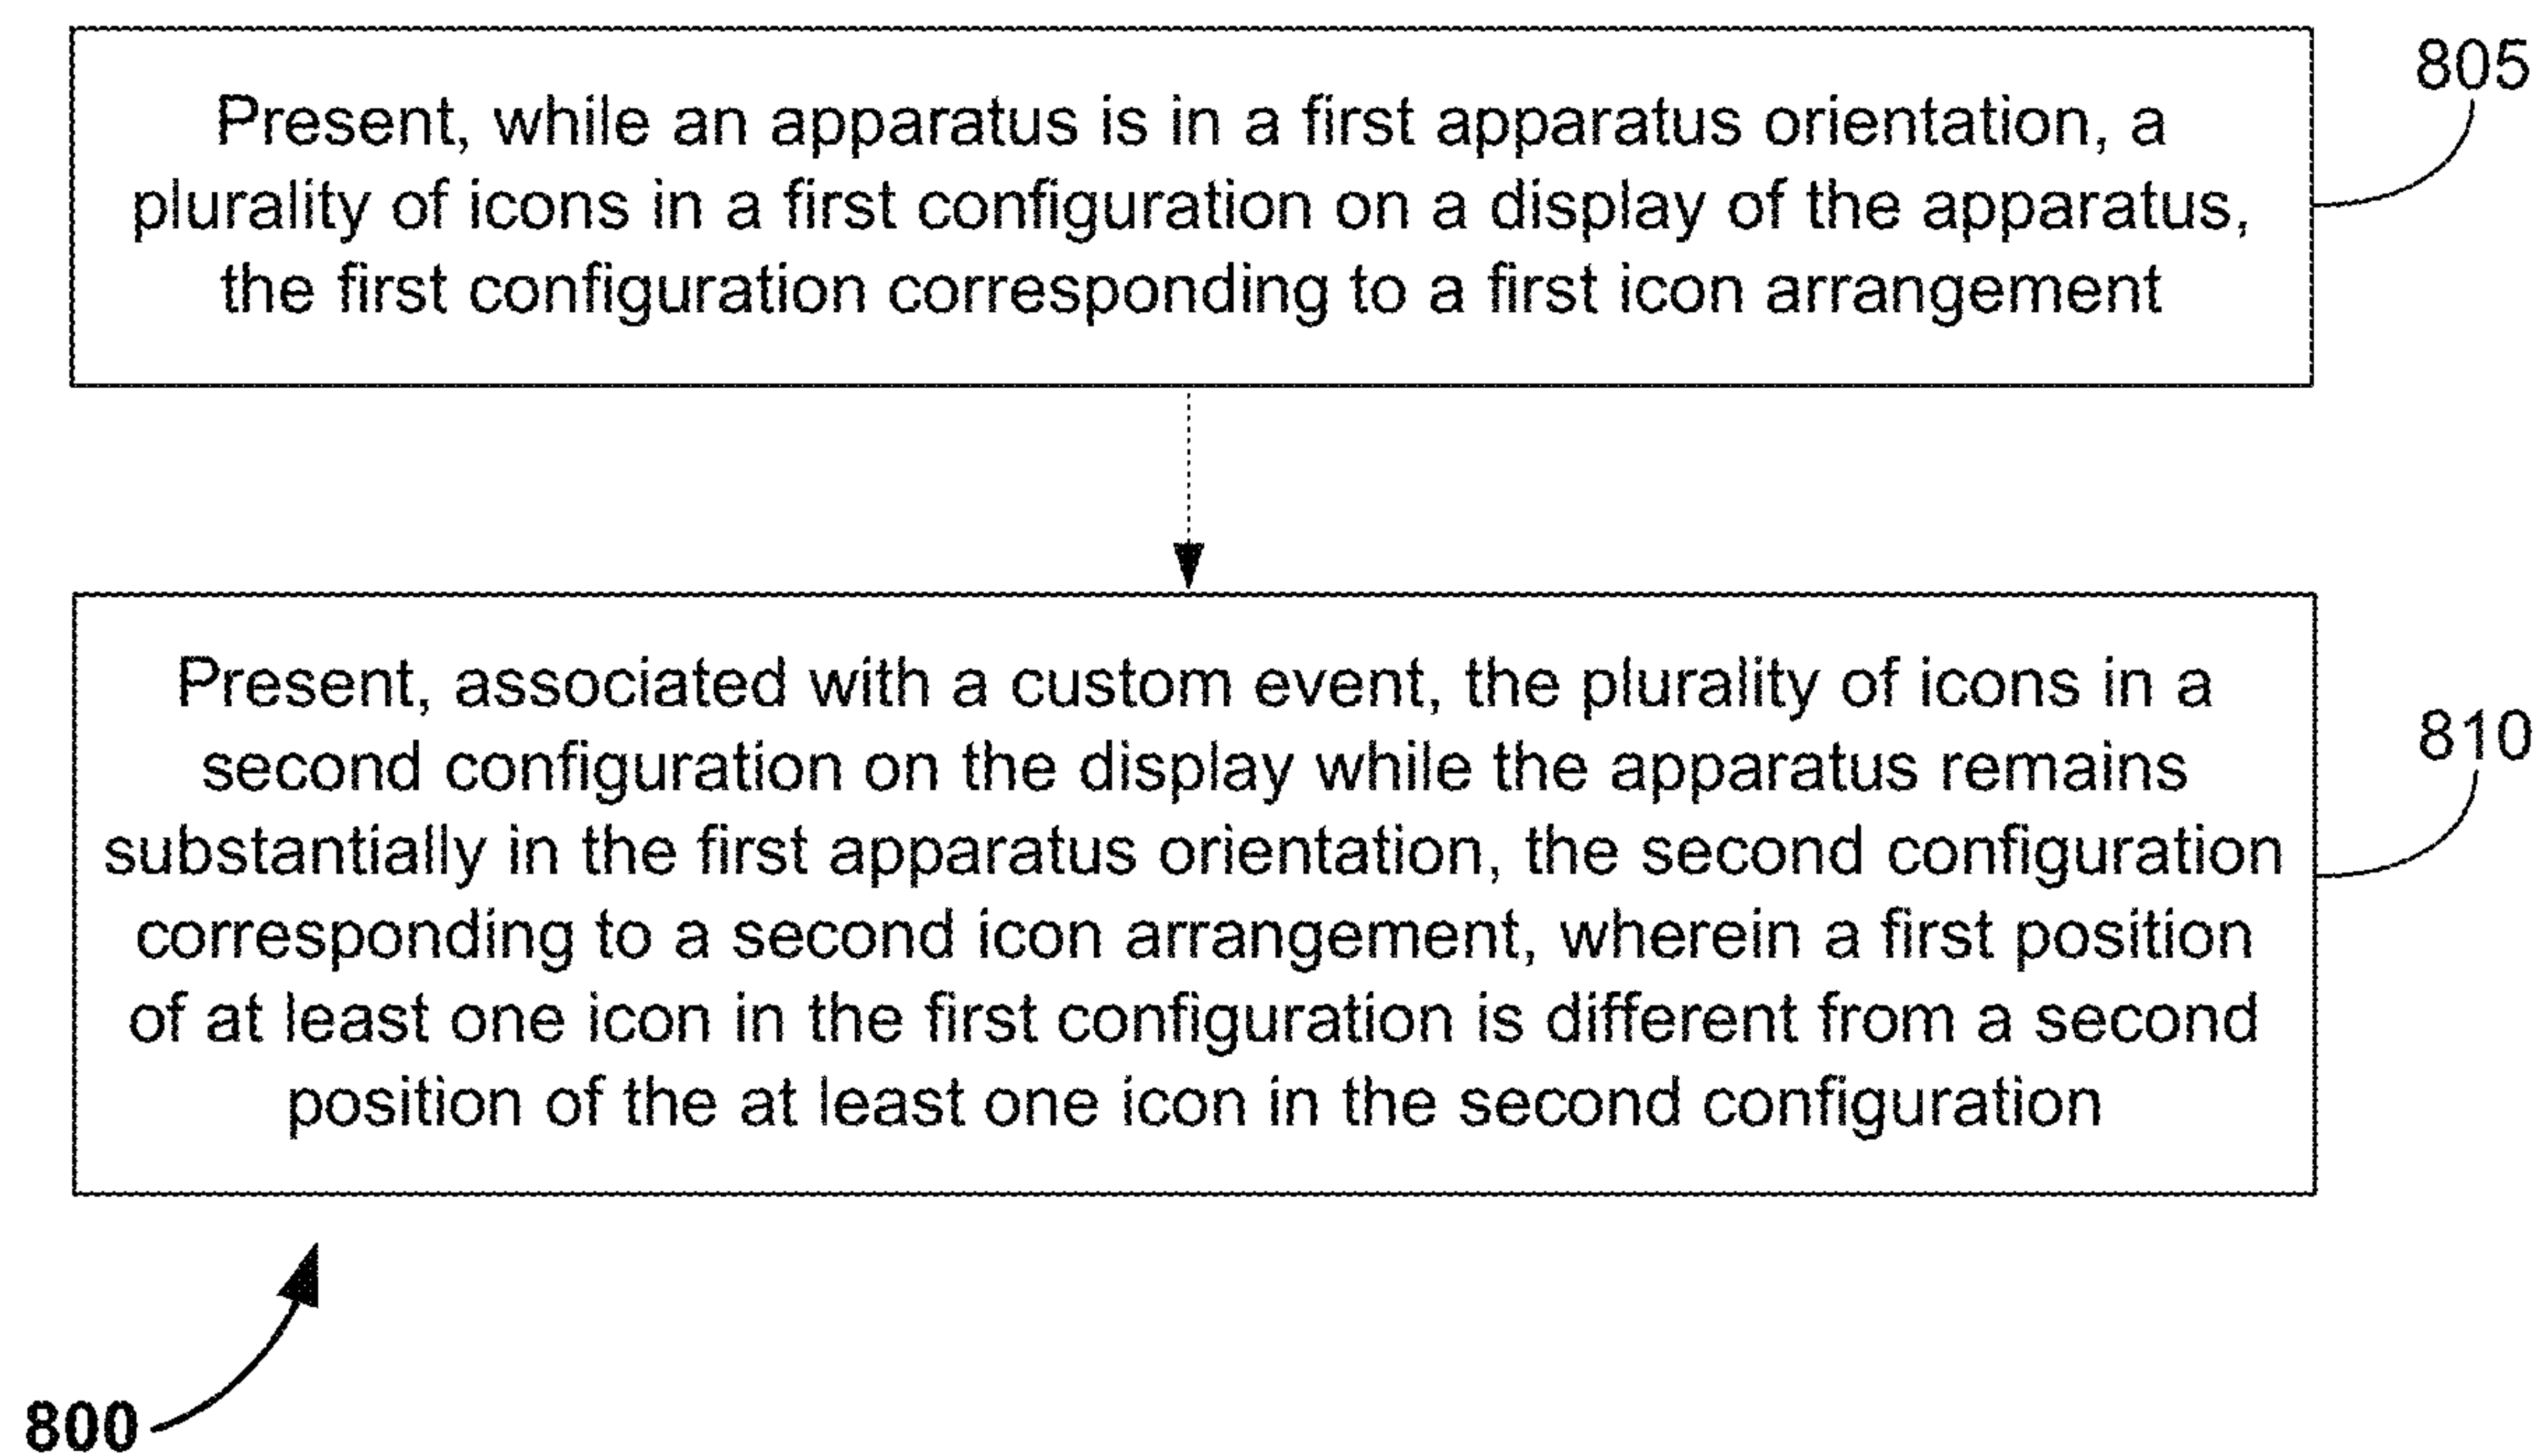 Present, while an apparatus is in a first apparatus orientation, a
plurality of icons in a first configuration on a display of the apparatus,
the first configuration corresponding to a first icon arrangement
805
Present, associated with a custom event, the plurality of icons in a
second configuration on the display while the apparatus remains
substantially in the first apparatus orientation, the second configuration
corresponding to a second icon arrangement, wherein a first position
of at least one icon in the first configuration is different from a second
position of the at least one icon in the second configuration
810
800